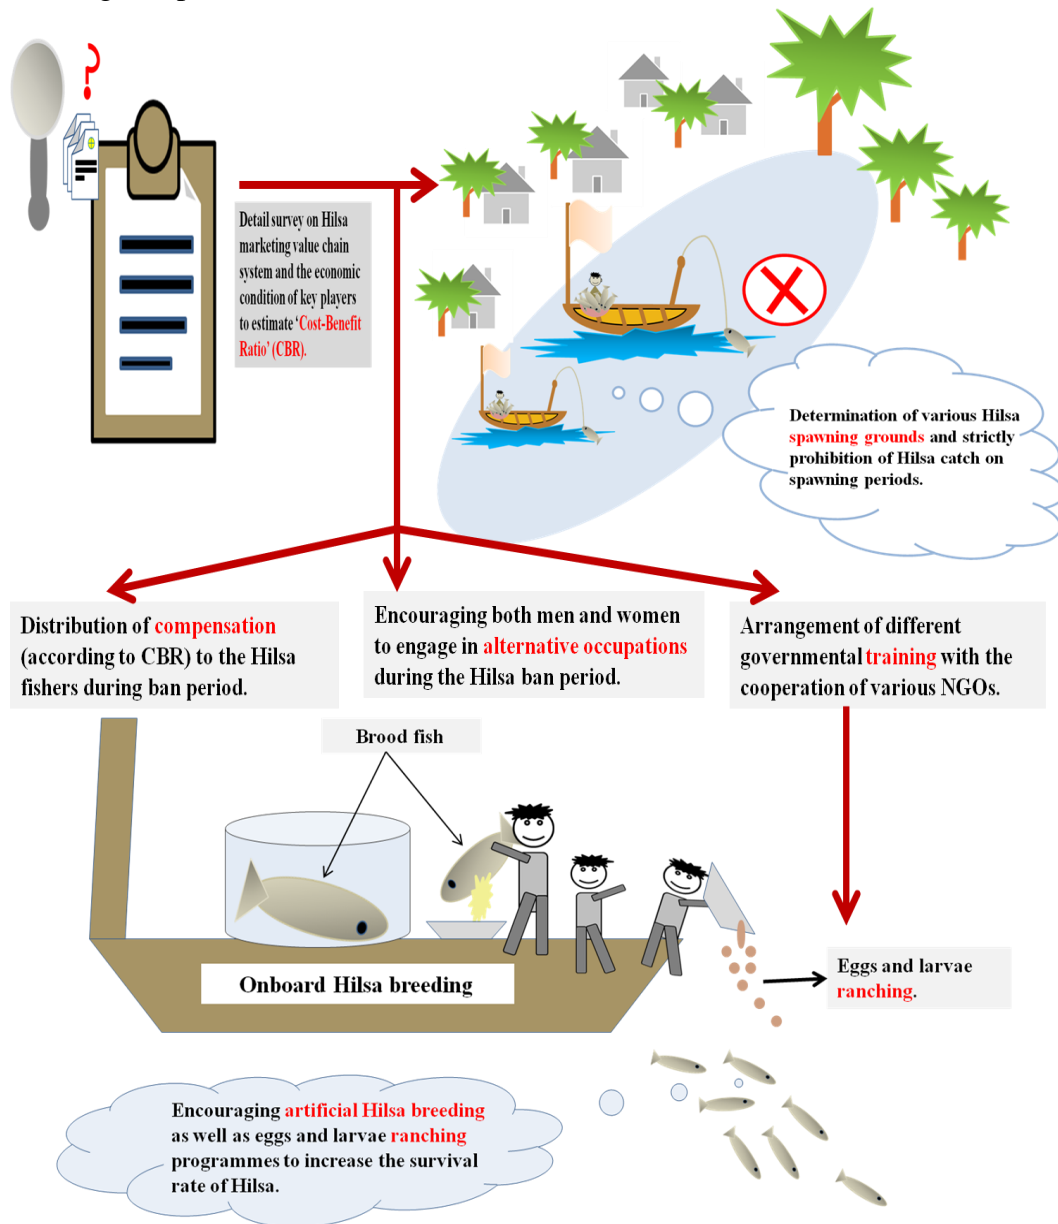 ?
Detail survey on Hilsa
marketing value chain
system and the economic
condition of key players
to estimate ‘Cost-Benefit
Ratio’ (CBR).
Determination of various Hilsa
spawning grounds and strictly
prohibition of Hilsa catch on
spawning periods.
Distribution of compensation
(according to CBR) to the Hilsa
fishers during ban period.
Encouraging both men and women
to engage in alternative occupations
during the Hilsa ban period.
Arrangement of different
governmental training with the
cooperation of various NGOs.
Brood fish
Onboard Hilsa breeding
Eggs and larvae
ranching.
Encouraging artificial Hilsa breeding
as well as eggs and larvae ranching
programmes to increase the survival
rate of Hilsa.